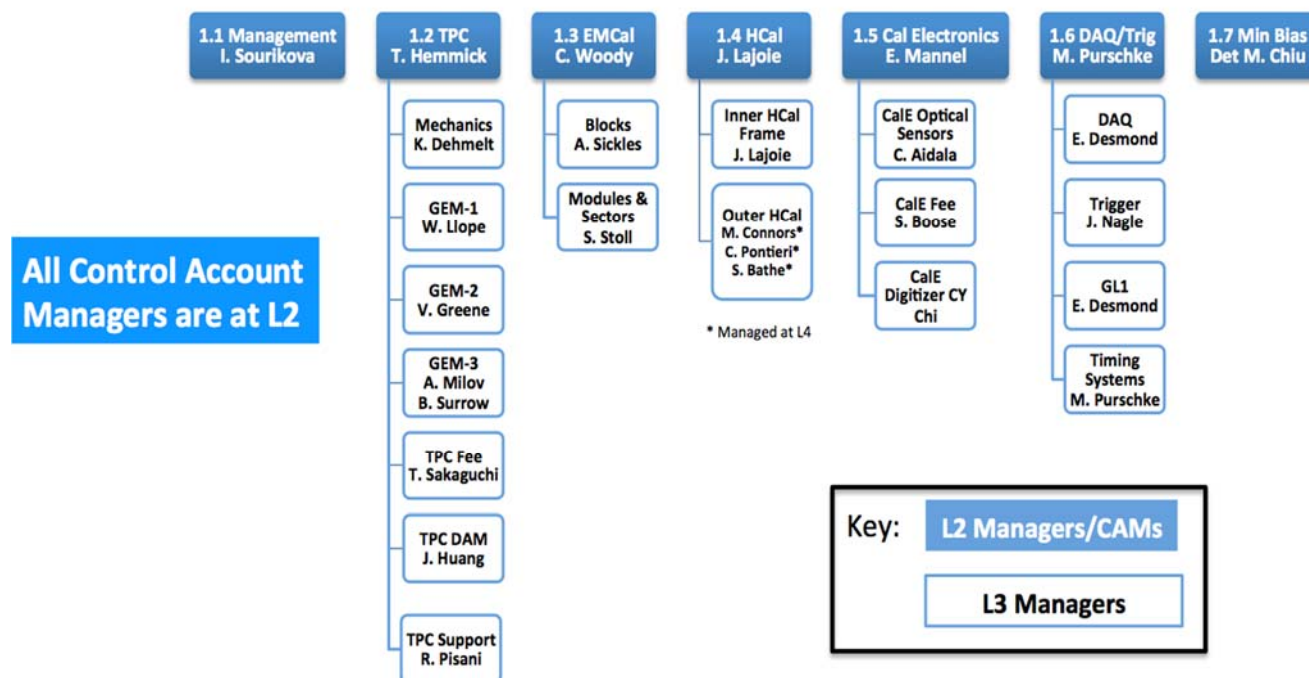 1.1 Management
I. Sourikova
1.2 TPC
T. Hemmick
1.3 EMCal
C. Woody
1.4 HCal
J. Lajoie
1.5 Cal Electronics
E. Mannel
1.6 DAQ/Trig
M. Purschke
1.7 Min Bias
Det M. Chiu
All Control Account
Managers are at L2
Mechanics
K. Dehmelt
GEM-1
W. Llope
GEM-2
V. Greene
GEM-3
A. Milov
B. Surrow
TPC Fee
T. Sakaguchi
TPC DAM
J. Huang
TPC Support
R. Pisani
Blocks
A. Sickles
Modules &
Sectors
S. Stoll
Inner HCal
Frame
J. Lajoie
Outer HCal
M. Connors*
C. Pontieri*
S. Bathe*
* Managed at L4
CalE Optical
Sensors
C. Aidala
CalE Fee
S. Boose
CalE
Digitizer CY
Chi
DAQ
E. Desmond
Trigger
J. Nagle
GL1
E. Desmond
Timing
Systems
M. Purschke
Key:
L2 Managers/CAMs
L3 Managers